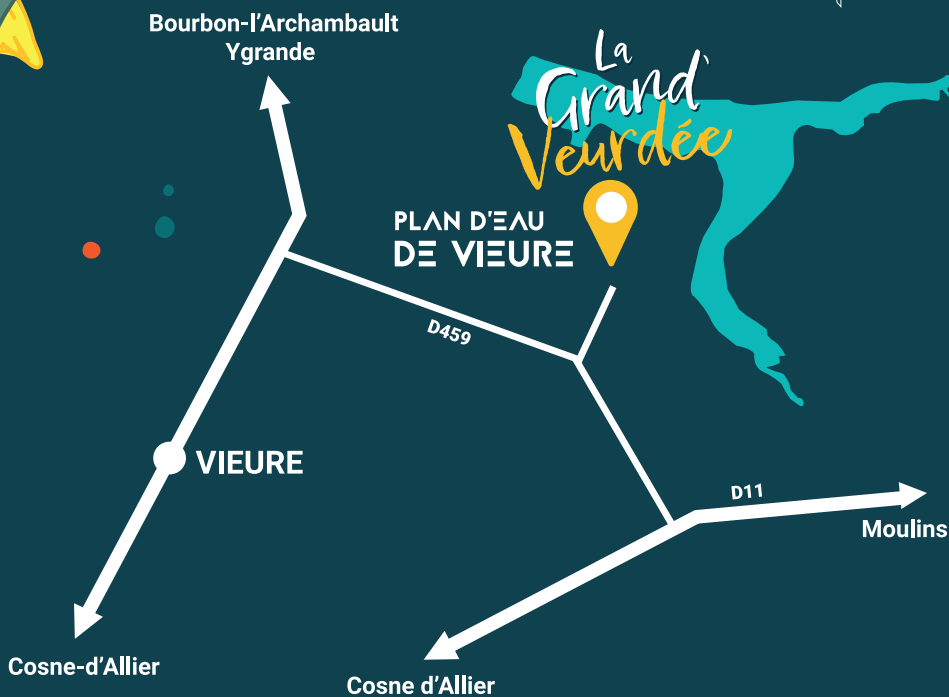 Bourbon-l'Archambault
Ygrande
La
Grand'
Veurdée
PLAN D'EAU
DE VIEURE
D459
VIEURE
D11
Moulins
Cosne-d'Allier
Cosne d'Allier